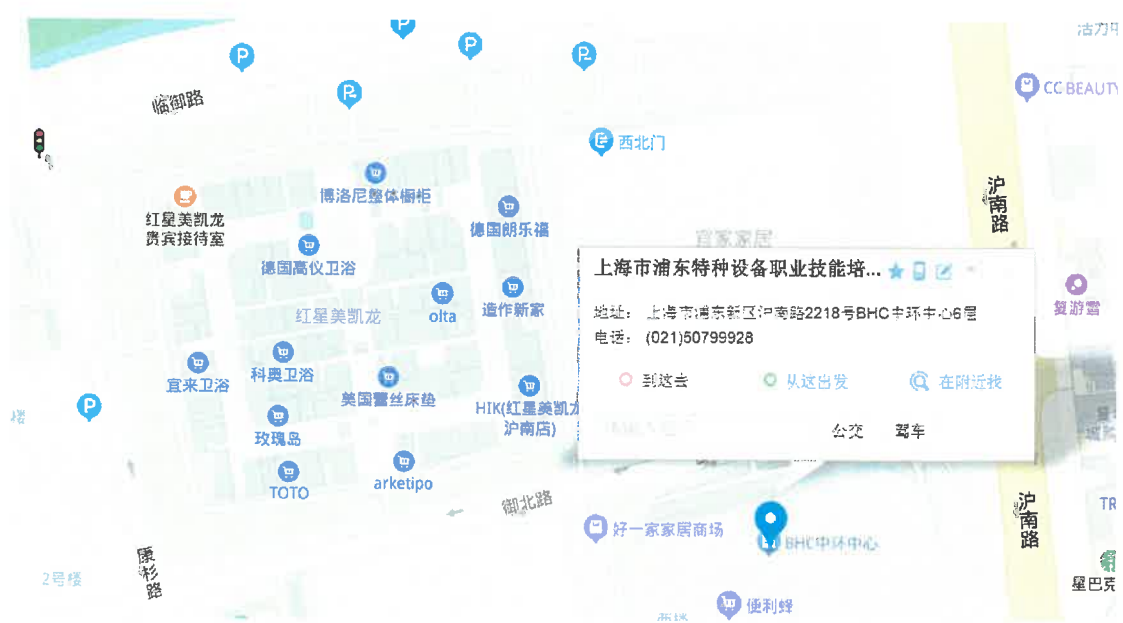 活力中
CC BEAUTY
临御路
西北门
博洛尼整体橱柜
红星美凯龙
贵宾接待室
德国朗乐福
沪南路
宜家家居
德国高仪卫浴
上海市浦东特种设备职业技能培...
造作新家
olta
红星美凯龙
复游雪
地址： 上海市浦东新区沪南路2218号BHC中环中心6层
电话： (021)50799928
科奥卫浴
宜来卫浴
到这去
从这出发
在附近找
美国蕾丝床垫
HIK(红星美凯龙
沪南店)
楼
玫瑰岛
公交
驾车
TOTO
arketipo
御北路
沪南路
TR
好一家家居商场
BHC中环中心
康杉路
2号楼
星巴克
便利蜂
西楼